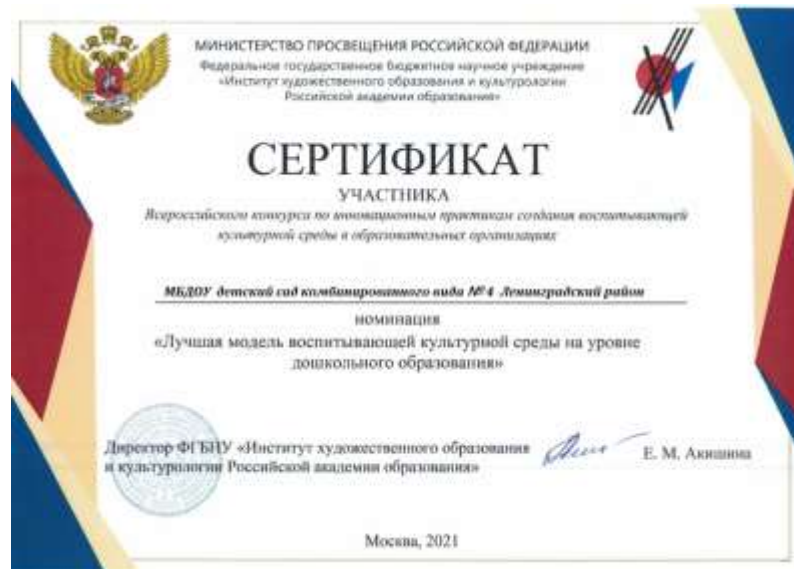 МИНИСТЕРСТВО ПРОСВЕЩЕНИЯ РОССИЙСКОЙ ФЕДЕРАЦИИ
Федеральное государственное бюджетное научное учреждение
«Институт художественного образования и культурологии
Российской академии образования»
СЕРТИФИКАТ
УЧАСТНИКА
Всероссийского конкурса по инновационным практикам создания воспитывающей
культурной среды в образовательных организациях
МБДОУ детский сад комбинированного вида № 4 Ленинградский район
номинация
«Лучшая модель воспитывающей культурной среды на уровне
дошкольного образования»
Директор ФГБНУ «Институт художественного образования
и культурологии Российской академии образования»
Е. М. Акишина
Москва, 2021